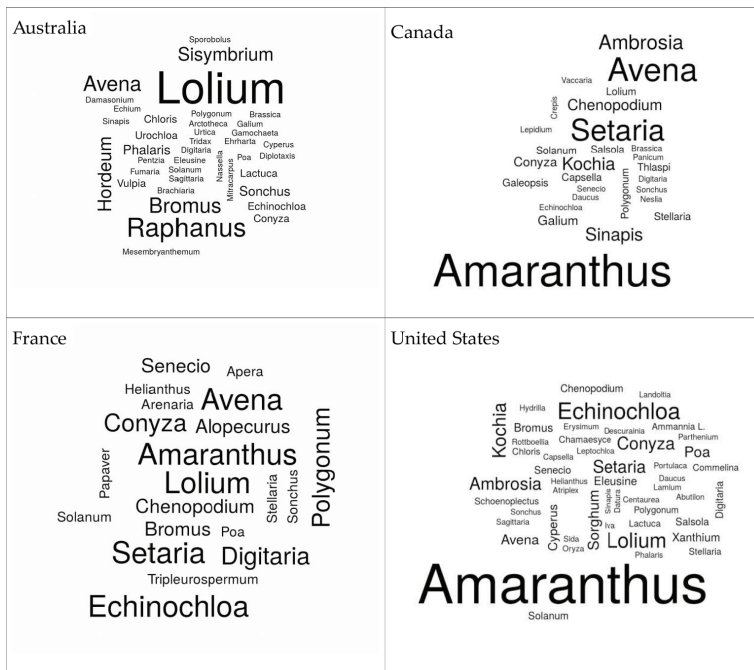 Australia
Sporobolus
Sisymbrium
Avena
Lolium
Damasonium
Echium
Sinapis
Chloris
Polygonum
Brassica
Arctotheca
Galium
Urochloa
Urtica
Gamochaeta
Tridax
Ehrharta
Cyperus
Phalaris
Digitaria
Nassella
Poa
Diplotaxis
Pentzia
Eleusine
Hordeum
Fumaria
Solanum
Mitracarpus
Lactuca
Vulpia
Sagittaria
Brachiaria
Sonchus
Bromus
Echinochloa
Conyza
Raphanus
Mesembryanthemum
Canada
Ambrosia
Avena
Vaccaria
Lolium
Crepis
Chenopodium
Lepidium
Setaria
Solanum
Salsola
Brassica
Panicum
Conyza
Kochia
Thlaspi
Galeopsis
Capsella
Polygonum
Digitaria
Senecio
Sonchus
Daucus
Neslia
Echinochloa
Galium
Stellaria
Sinapis
Amaranthus
France
Senecio
Apera
Helianthus
Arenaria
Avena
Conyza
Alopecurus
Polygonum
Amaranthus
Papaver
Lolium
Stellaria
Sonchus
Chenopodium
Solanum
Bromus
Poa
Setaria
Digitaria
Tripleurospermum
Echinochloa
United States
Chenopodium
Landoltia
Kochia
Hydrilla
Echinochloa
Bromus
Erysimum
Descurainia
Ammannia L.
Rottboellia
Chamaesyce
Conyza
Parthenium
Chloris
Capsella
Leptochloa
Poa
Senecio
Setaria
Portulaca
Commelina
Ambrosia
Helianthus
Eleusine
Daucus
Atriplex
Lamium
Digitaria
Schoenoplectus
Sorghum
Sinapis
Datura
Centaurea
Abutilon
Sonchus
Polygonum
Sagittaria
Cyperus
Iva
Lactuca
Salsola
Avena
Sida
Lolium
Xanthium
Oryza
Phalaris
Stellaria
Amaranthus
Solanum